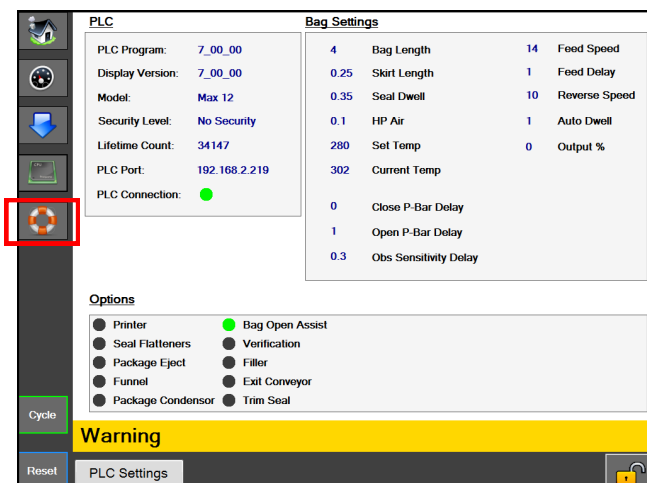 PLC
PLC Program: 7_00_00
Display Version: 7_00_00
Model: Max 12
Security Level: No Security
Lifetime Count: 34147
PLC Port: 192.168.2.219
PLC Connection:
Bag Settings
4 Bag Length 14 Feed Speed
0.25 Skirt Length 1 Feed Delay
0.35 Seal Dwell 10 Reverse Speed
0.1 HP Air 1 Auto Dwell
280 Set Temp 0 Output %
302 Current Temp
0 Close P-Bar Delay
1 Open P-Bar Delay
0.3 Obs Sensitivity Delay
Options
Printer Bag Open Assist
Seal Flatteners Verification
Package Eject Filler
Funnel Exit Conveyor
Package Condensor Trim Seal
Cycle
Warning
Reset
PLC Settings